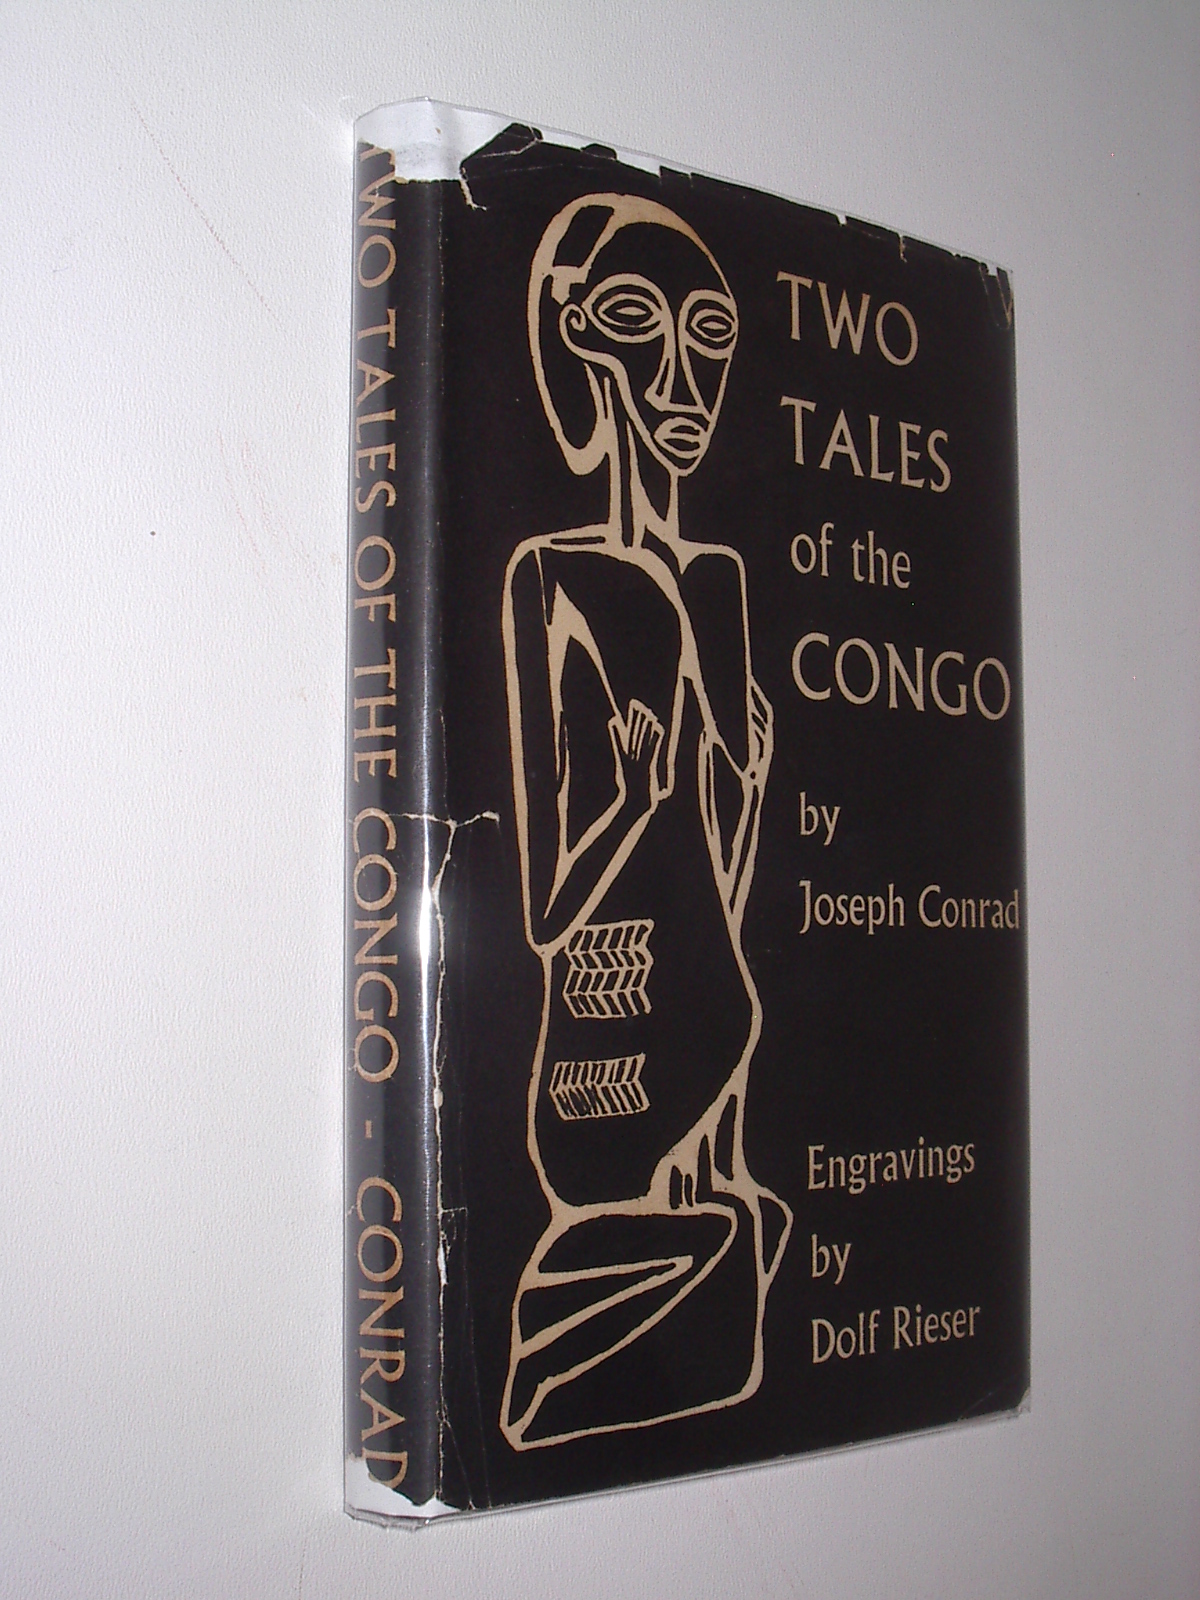 TWO TALES OF THE CONGO - CONRAD
TWO
TALES
of the
CONGO
by
Joseph Conrad
Engravings
by
Dolf Rieser